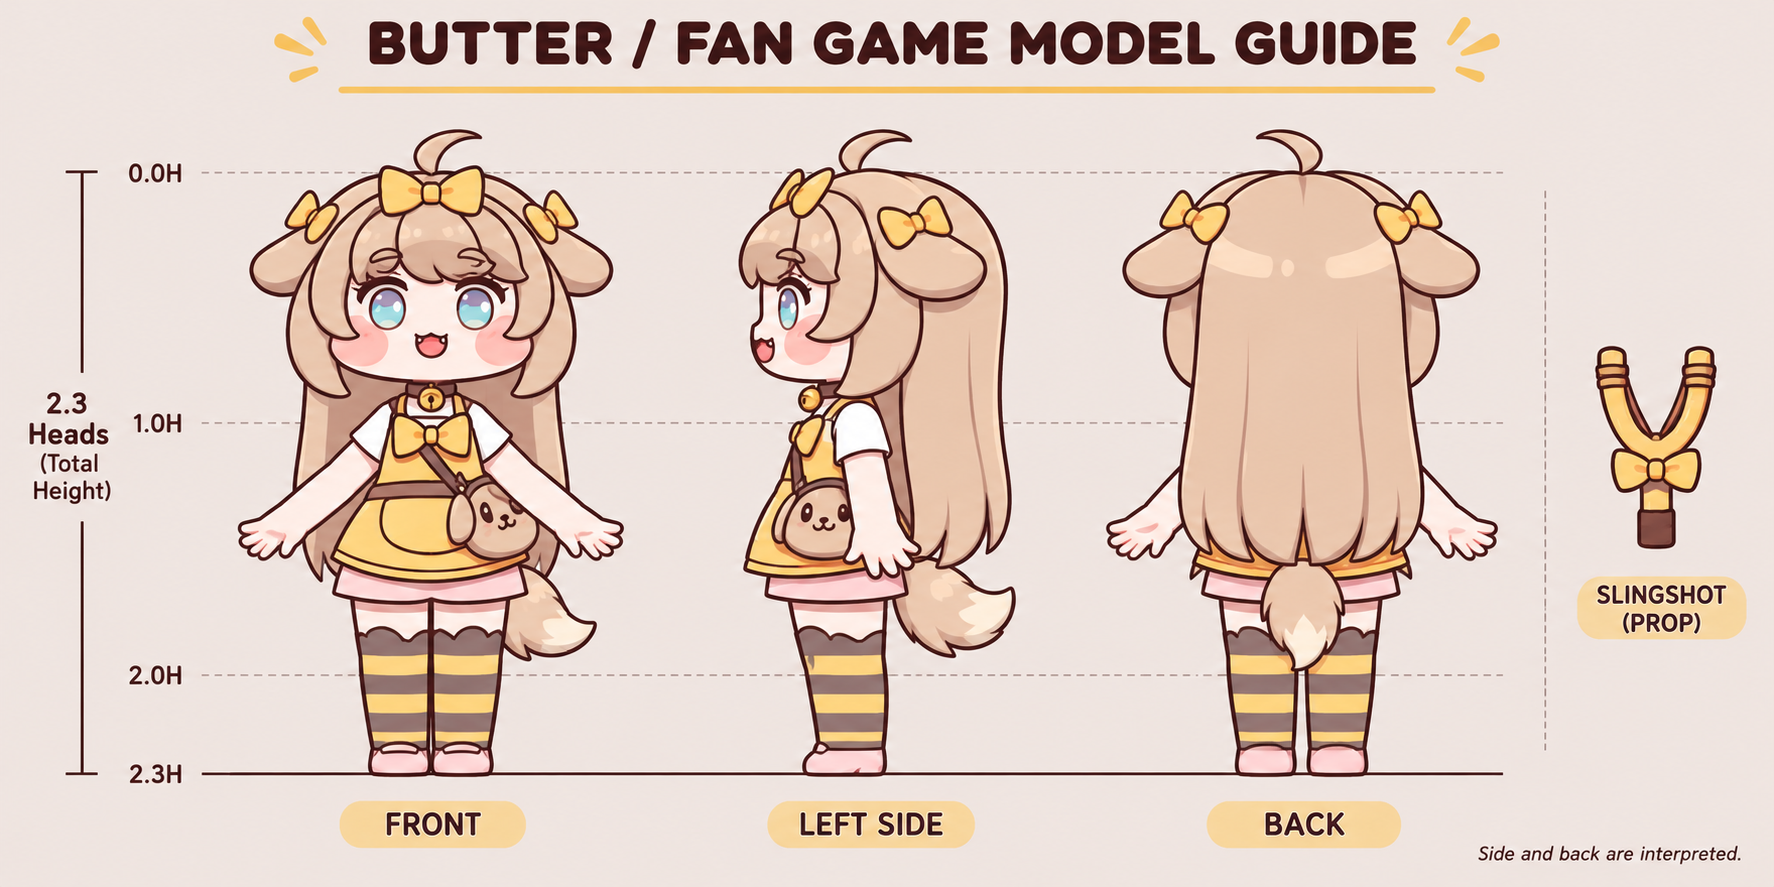 BUTTER / FAN GAME MODEL GUIDE
0.0H
2.3
Heads
(Total
Height)
1.0H
2.0H
2.3H
FRONT
LEFT SIDE
BACK
SLINGSHOT
(PROP)
Side and back are interpreted.